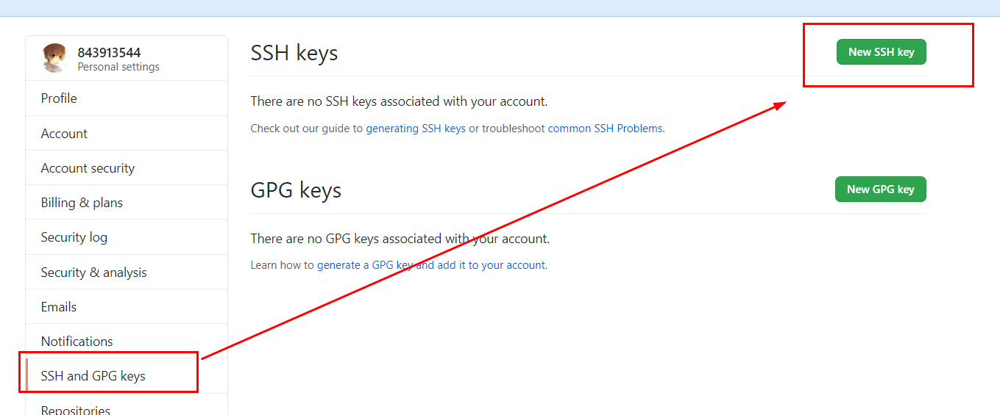 843913544
Personal settings
Profile
Account
Account security
Billing & plans
Security log
Security & analysis
Emails
Notifications
SSH and GPG keys
Repositories
SSH keys
New SSH key
There are no SSH keys associated with your account.
Check out our guide to generating SSH keys or troubleshoot common SSH Problems.
GPG keys
New GPG key
There are no GPG keys associated with your account.
Learn how to generate a GPG key and add it to your account.